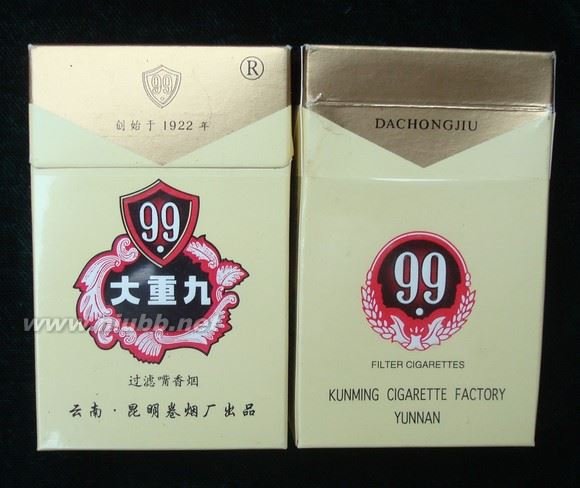 99
®
创始于1922年
99
大重九
过滤嘴香烟
云南·昆明卷烟厂出品
DACHONGJIU
99
FILTER CIGARETTES
KUNMING CIGARETTE FACTORY
YUNNAN
www.niubb.net